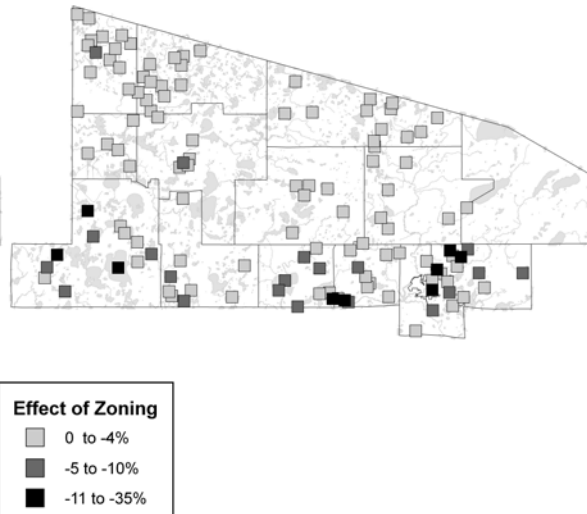 Effect of Zoning
0 to -4%
-5 to -10%
-11 to -35%